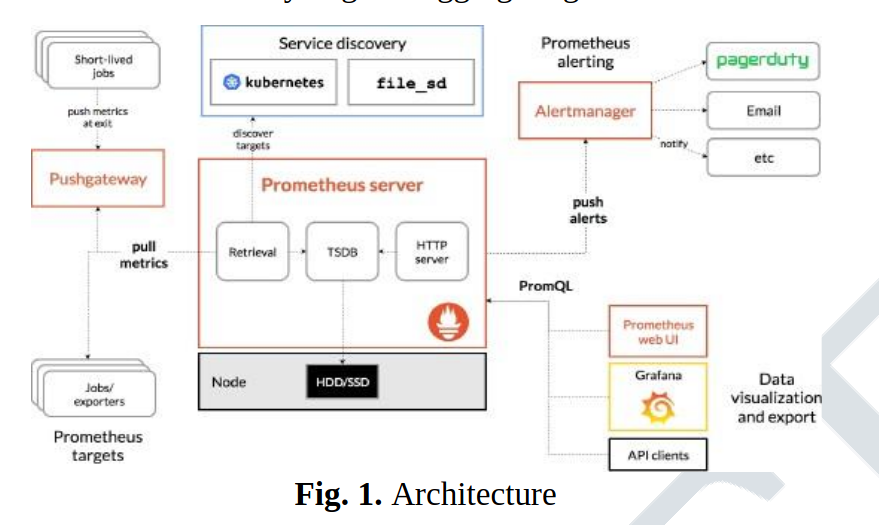 Short-lived
jobs
push metrics
at exit
Pushgateway
pull
metrics
Jobs/
exporters
Prometheus
targets
Service discovery
kubernetes
file_sd
discover
targets
Prometheus server
Retrieval
TSDB
HTTP
server
Node
HDD/SSD
Prometheus
alerting
Alertmanager
pagerduty
Email
notify
etc
push
alerts
PromQL
Prometheus
web UI
Grafana
API clients
Data
visualization
and export
Fig. 1. Architecture